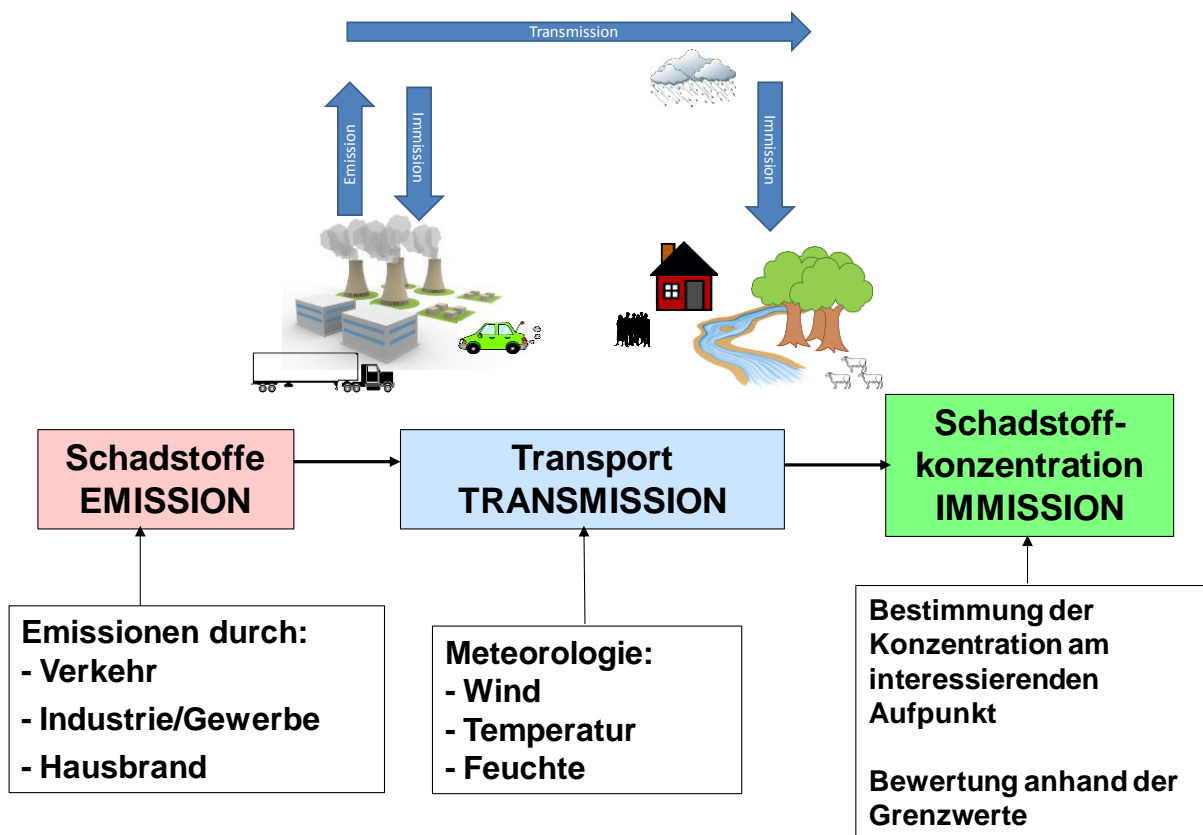 Transmission
Emission
Immission
Immission
Schadstoffe
EMISSION
Transport
TRANSMISSION
Schadstoff-
konzentration
IMMISSION
Emissionen durch:
- Verkehr
- Industrie/Gewerbe
- Hausbrand
Meteorologie:
- Wind
- Temperatur
- Feuchte
Bestimmung der
Konzentration am
interessierenden
Aufpunkt
Bewertung anhand der
Grenzwerte